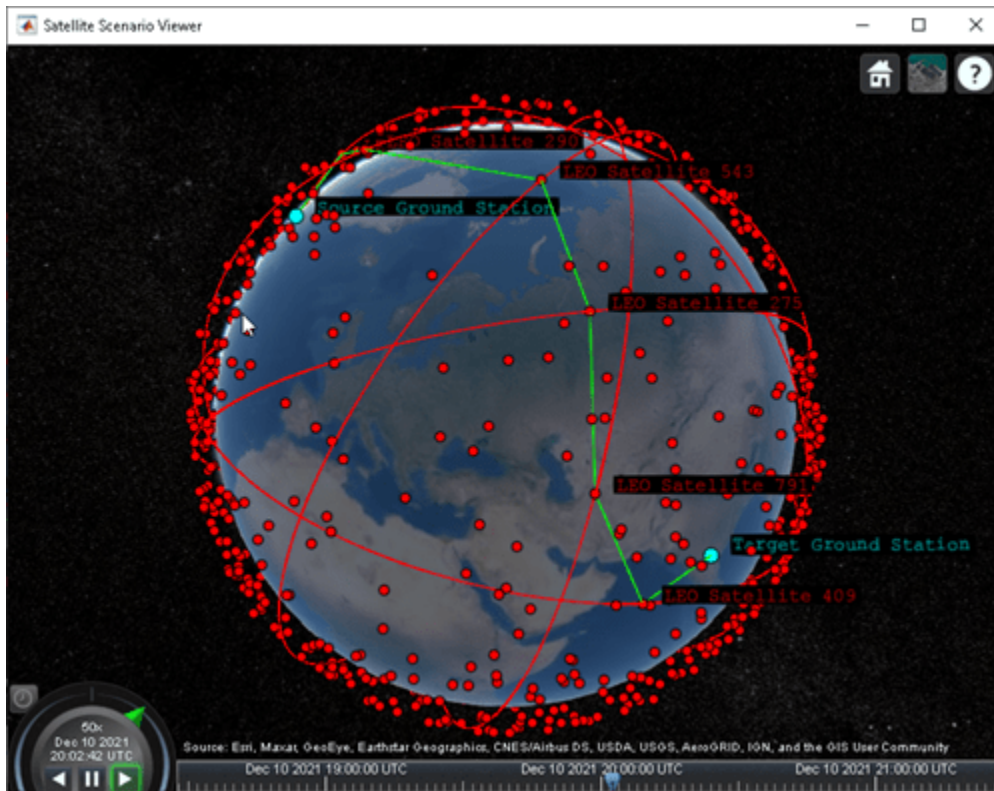 Satellite Scenario Viewer
?
Satellite 290
LEO Satellite 543
Source Ground Station
LEO Satellite 275
LEO Satellite 791
Target Ground Station
LEO Satellite 409
50x
Dec 10 2021
20:02:42 UTC
Source: Esri, Maxar, GeoEye, Earthstar Geographics, CNES/Airbus DS, USDA, USGS, AeroGRID, IGN, and the GIS User Community
Dec 10 2021 19:00:00 UTC
Dec 10 2021 20:00:00 UTC
Dec 10 2021 21:00:00 UTC